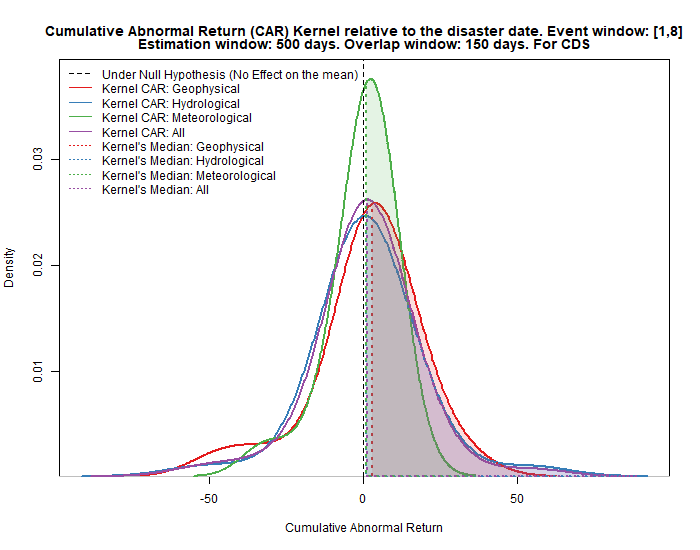 Cumulative Abnormal Return (CAR) Kernel relative to the disaster date. Event window: [1,8]
Estimation window: 500 days. Overlap window: 150 days. For CDS
Under Null Hypothesis (No Effect on the mean)
Kernel CAR: Geophysical
Kernel CAR: Hydrological
Kernel CAR: Meteorological
Kernel CAR: All
Kernel's Median: Geophysical
Kernel's Median: Hydrological
Kernel's Median: Meteorological
Kernel's Median: All
Density
0.03
0.02
0.01
-50
0
50
Cumulative Abnormal Return